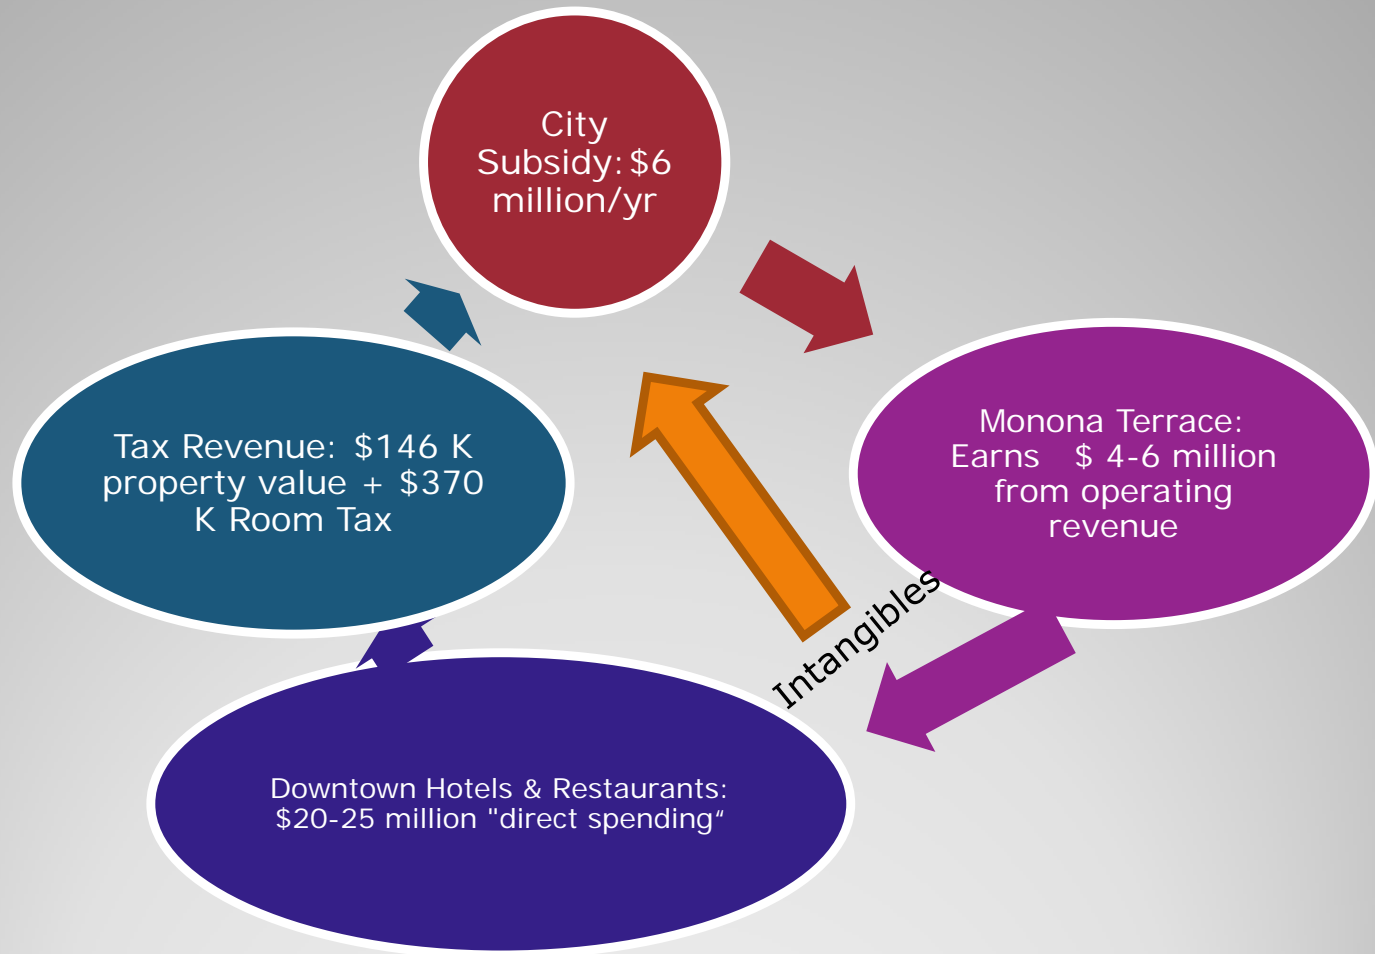 City
Subsidy: $6
million/yr
Tax Revenue: $146 K
property value + $370
K Room Tax
Monona Terrace:
Earns $ 4-6 million
from operating
revenue
Intangibles
Downtown Hotels & Restaurants:
$20-25 million "direct spending“